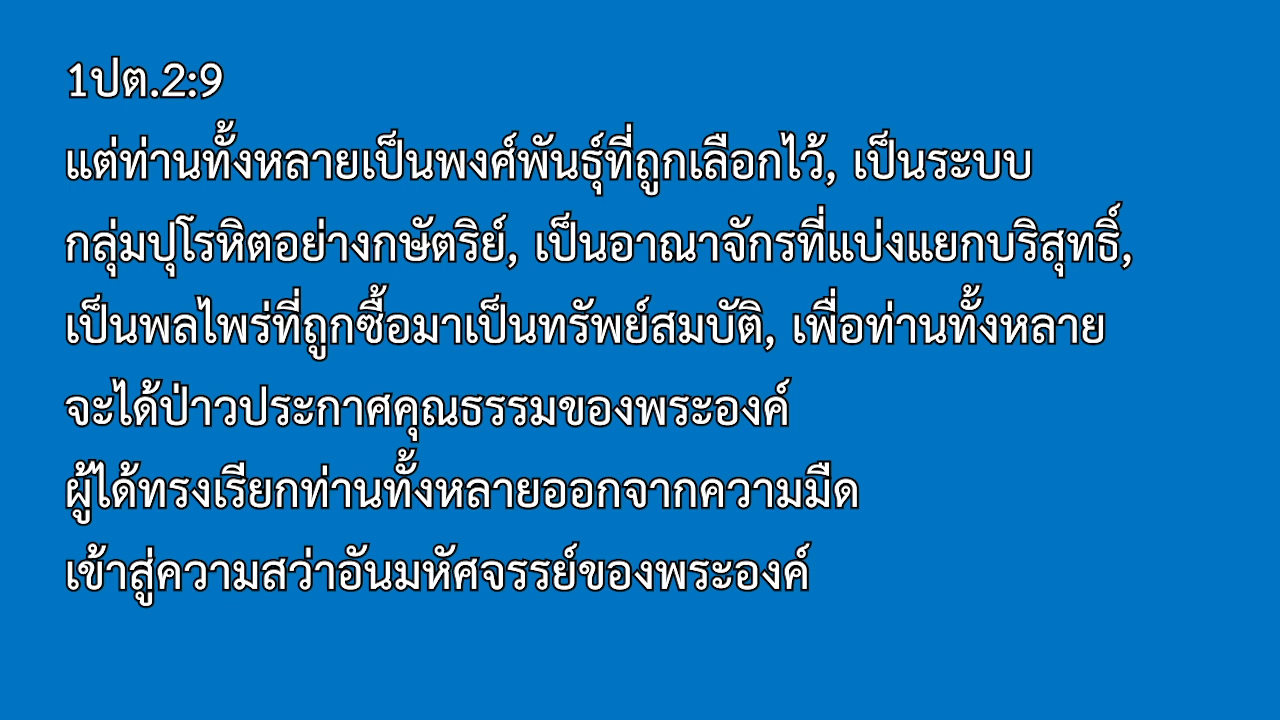 1ปต.2:9
แต่ท่านทั้งหลายเป็นพงศ์พันธุ์ที่ถูกเลือกไว้, เป็นระบบ
กลุ่มปุโรหิตอย่างกษัตริย์, เป็นอาณาจักรที่แบ่งแยกบริสุทธิ์,
เป็นพลไพร่ที่ถูกซื้อมาเป็นทรัพย์สมบัติ, เพื่อท่านทั้งหลาย
จะได้ป่าวประกาศคุณธรรมของพระองค์
ผู้ได้ทรงเรียกท่านทั้งหลายออกจากความมืด
เข้าสู่ความสว่าอันมหัศจรรย์ของพระองค์